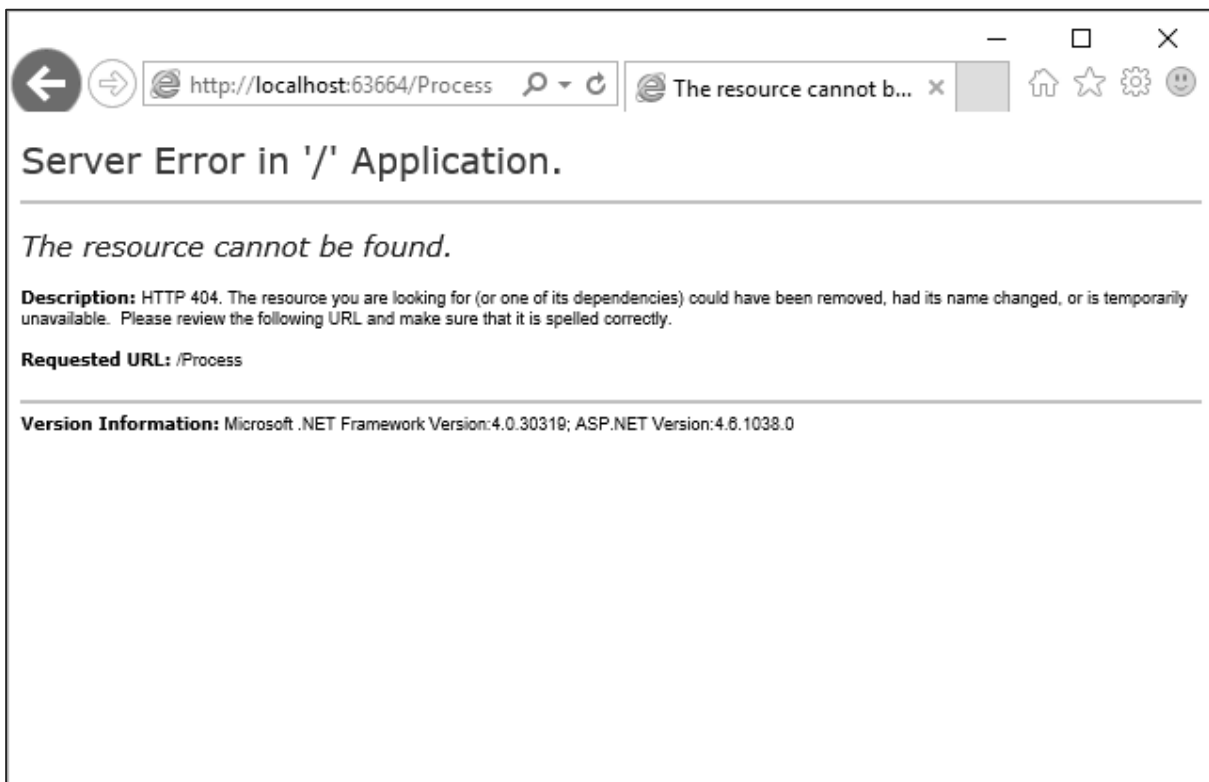 http://localhost:63664/Process
The resource cannot b...
Server Error in '/' Application.
The resource cannot be found.
Description: HTTP 404. The resource you are looking for (or one of its dependencies) could have been removed, had its name changed, or is temporarily
unavailable.  Please review the following URL and make sure that it is spelled correctly.
Requested URL: /Process
Version Information: Microsoft .NET Framework Version:4.0.30319; ASP.NET Version:4.6.1038.0